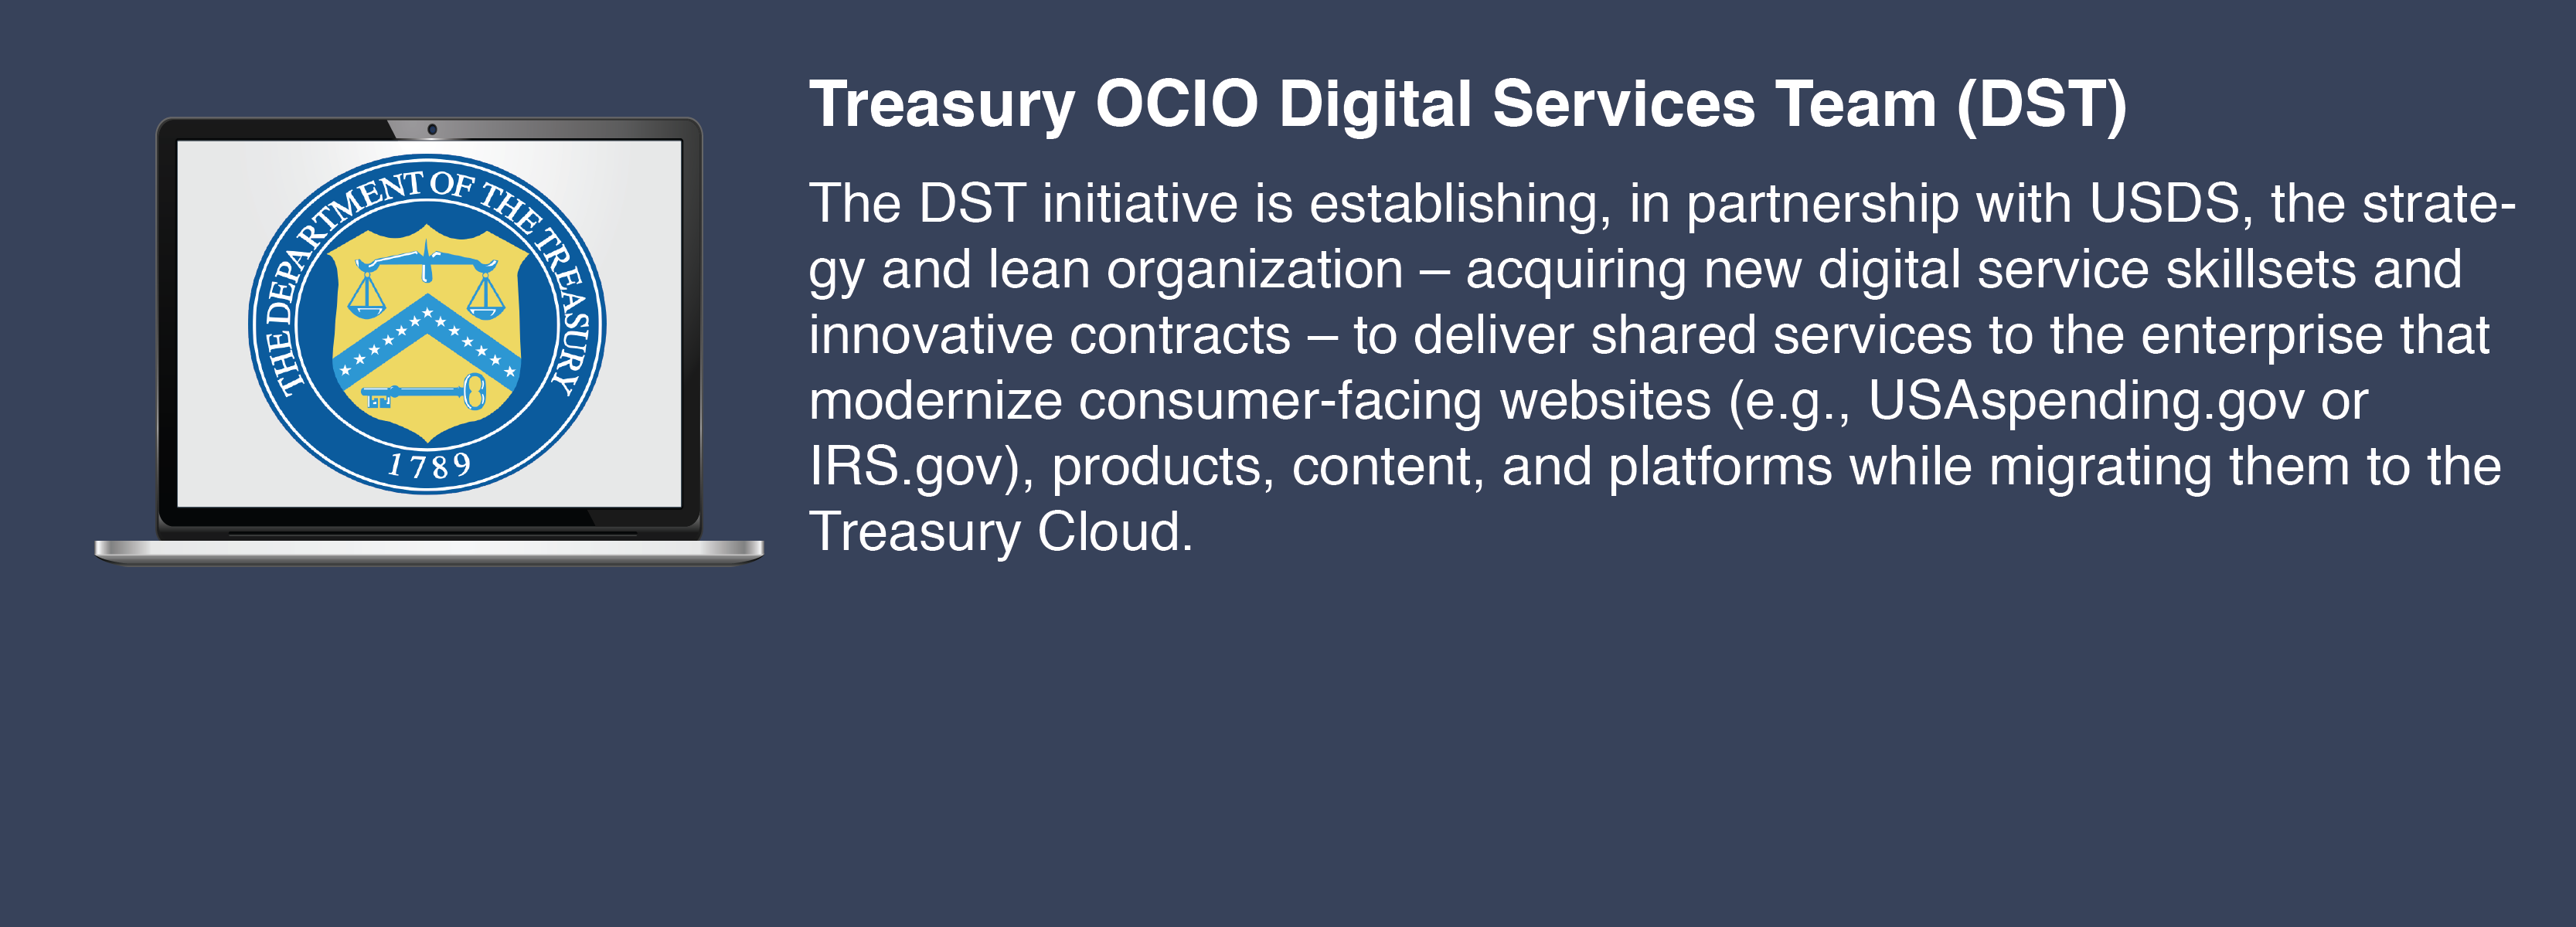 THE DEPARTMENT OF THE TREASURY
1789
Treasury OCIO Digital Services Team (DST)
The DST initiative is establishing, in partnership with USDS, the strate-
gy and lean organization – acquiring new digital service skillsets and
innovative contracts – to deliver shared services to the enterprise that
modernize consumer-facing websites (e.g., USAspending.gov or
IRS.gov), products, content, and platforms while migrating them to the
Treasury Cloud.